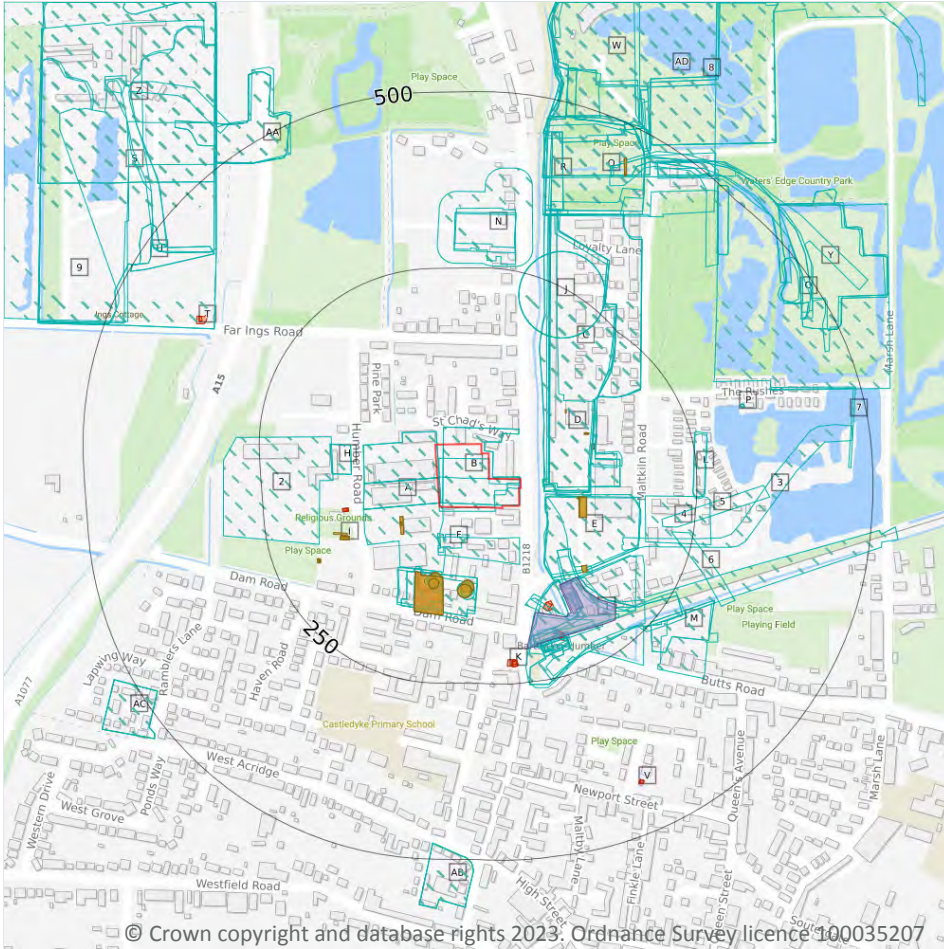 W
AD
8
Play Space
Z
500
AA
S
R
Play Space
Q
Waters' Edge Country Park
N
Loyalty Lane
Y
9
J
O
Ings Cottage
T
Far Ings Road
G
Marsh Lane
A15
Pine Park
The Rushes
P
7
St Chad's Way
D
Humber Road
H
B
Maltkiln Road
L
2
A
3
5
4
Religious Grounds
E
I
F
B1218
Play Space
6
Dam Road
Dam Road
Play Space
M
Playing Field
250
K
Butts Road
Lapwing Way
Ramblers Lane
Haven Road
A1077
AC
Castledyke Primary School
Play Space
West Acridge
V
Newport Street
Queen's Avenue
Marsh Lane
Ponds Way
Western Drive
West Grove
Maltby Lane
Finkle Lane
AB
Westfield Road
High Street
Queen Street
© Crown copyright and database rights 2023. Ordnance Survey licence 100035207